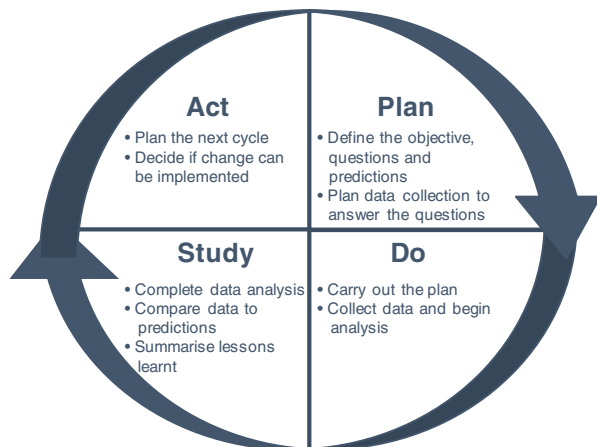 Act
• Plan the next cycle
• Decide if change can
be implemented
Plan
• Define the objective,
questions and
predictions
• Plan data collection to
answer the questions
Study
• Complete data analysis
• Compare data to
predictions
• Summarise lessons
learnt
Do
• Carry out the plan
• Collect data and begin
analysis